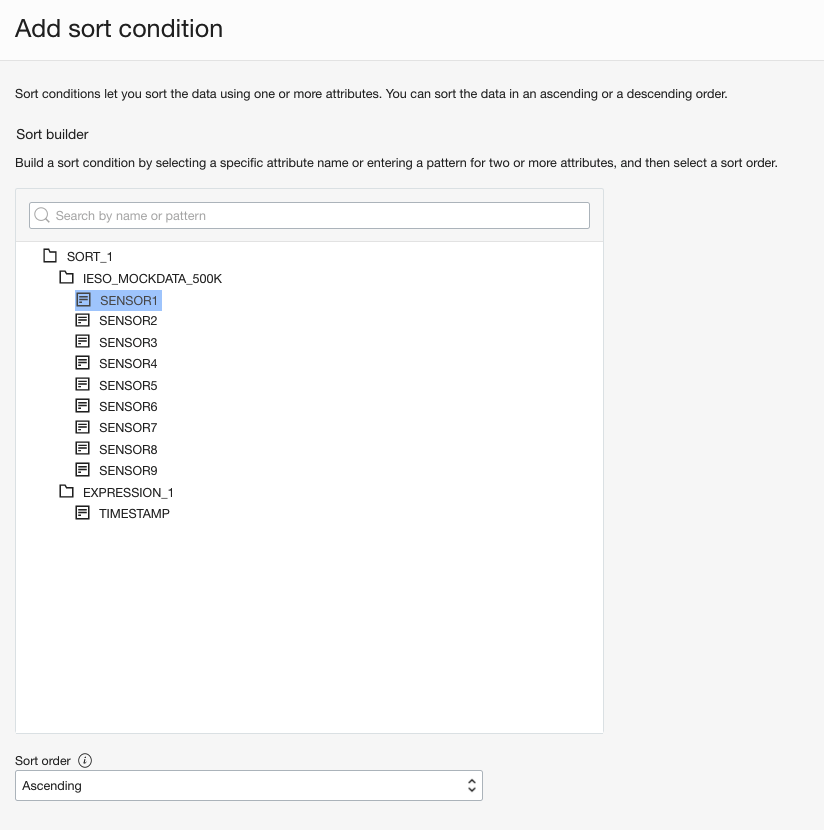 Add sort condition
Sort conditions let you sort the data using one or more attributes. You can sort the data in an ascending or a descending order.
Sort builder
Build a sort condition by selecting a specific attribute name or entering a pattern for two or more attributes, and then select a sort order.
Search by name or pattern
SORT_1
IESO_MOCKDATA_500K
SENSOR1
SENSOR2
SENSOR3
SENSOR4
SENSOR5
SENSOR6
SENSOR7
SENSOR8
SENSOR9
EXPRESSION_1
TIMESTAMP
Sort order
Ascending